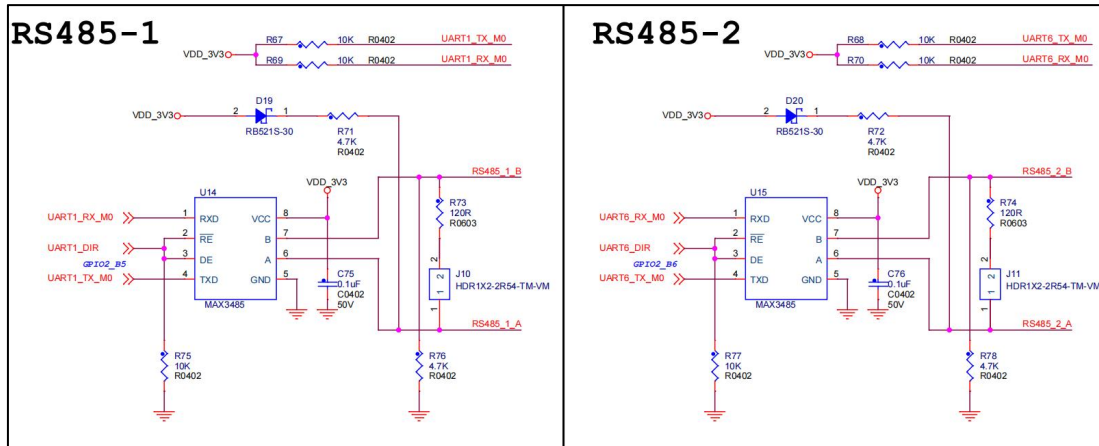 RS485-1
R67 10K R0402 UART1_TX_M0
VDD_3V3
R69 10K R0402 UART1_RX_M0
D19
VDD_3V3 2 1
RB521S-30
R71
4.7K
R0402
RS485_1_B
VDD_3V3
U14
UART1_RX_M0 1 RXD VCC 8
2 RE B 7
UART1_DIR
GPIO2_B5
3 DE A 6
UART1_TX_M0 4 TXD GND 5
MAX3485
R73
120R
R0603
2
J10
1 2
HDR1X2-2R54-TM-VM
1
C75
0.1uF
C0402
50V
RS485_1_A
R75
10K
R0402
R76
4.7K
R0402
RS485-2
R68 10K R0402 UART6_TX_M0
VDD_3V3
R70 10K R0402 UART6_RX_M0
D20
VDD_3V3 2 1
RB521S-30
R72
4.7K
R0402
RS485_2_B
VDD_3V3
U15
UART6_RX_M0 1 RXD VCC 8
2 RE B 7
UART6_DIR
GPIO2_B6
3 DE A 6
UART6_TX_M0 4 TXD GND 5
MAX3485
R74
120R
R0603
2
J11
1 2
HDR1X2-2R54-TM-VM
1
C76
0.1uF
C0402
50V
RS485_2_A
R77
10K
R0402
R78
4.7K
R0402